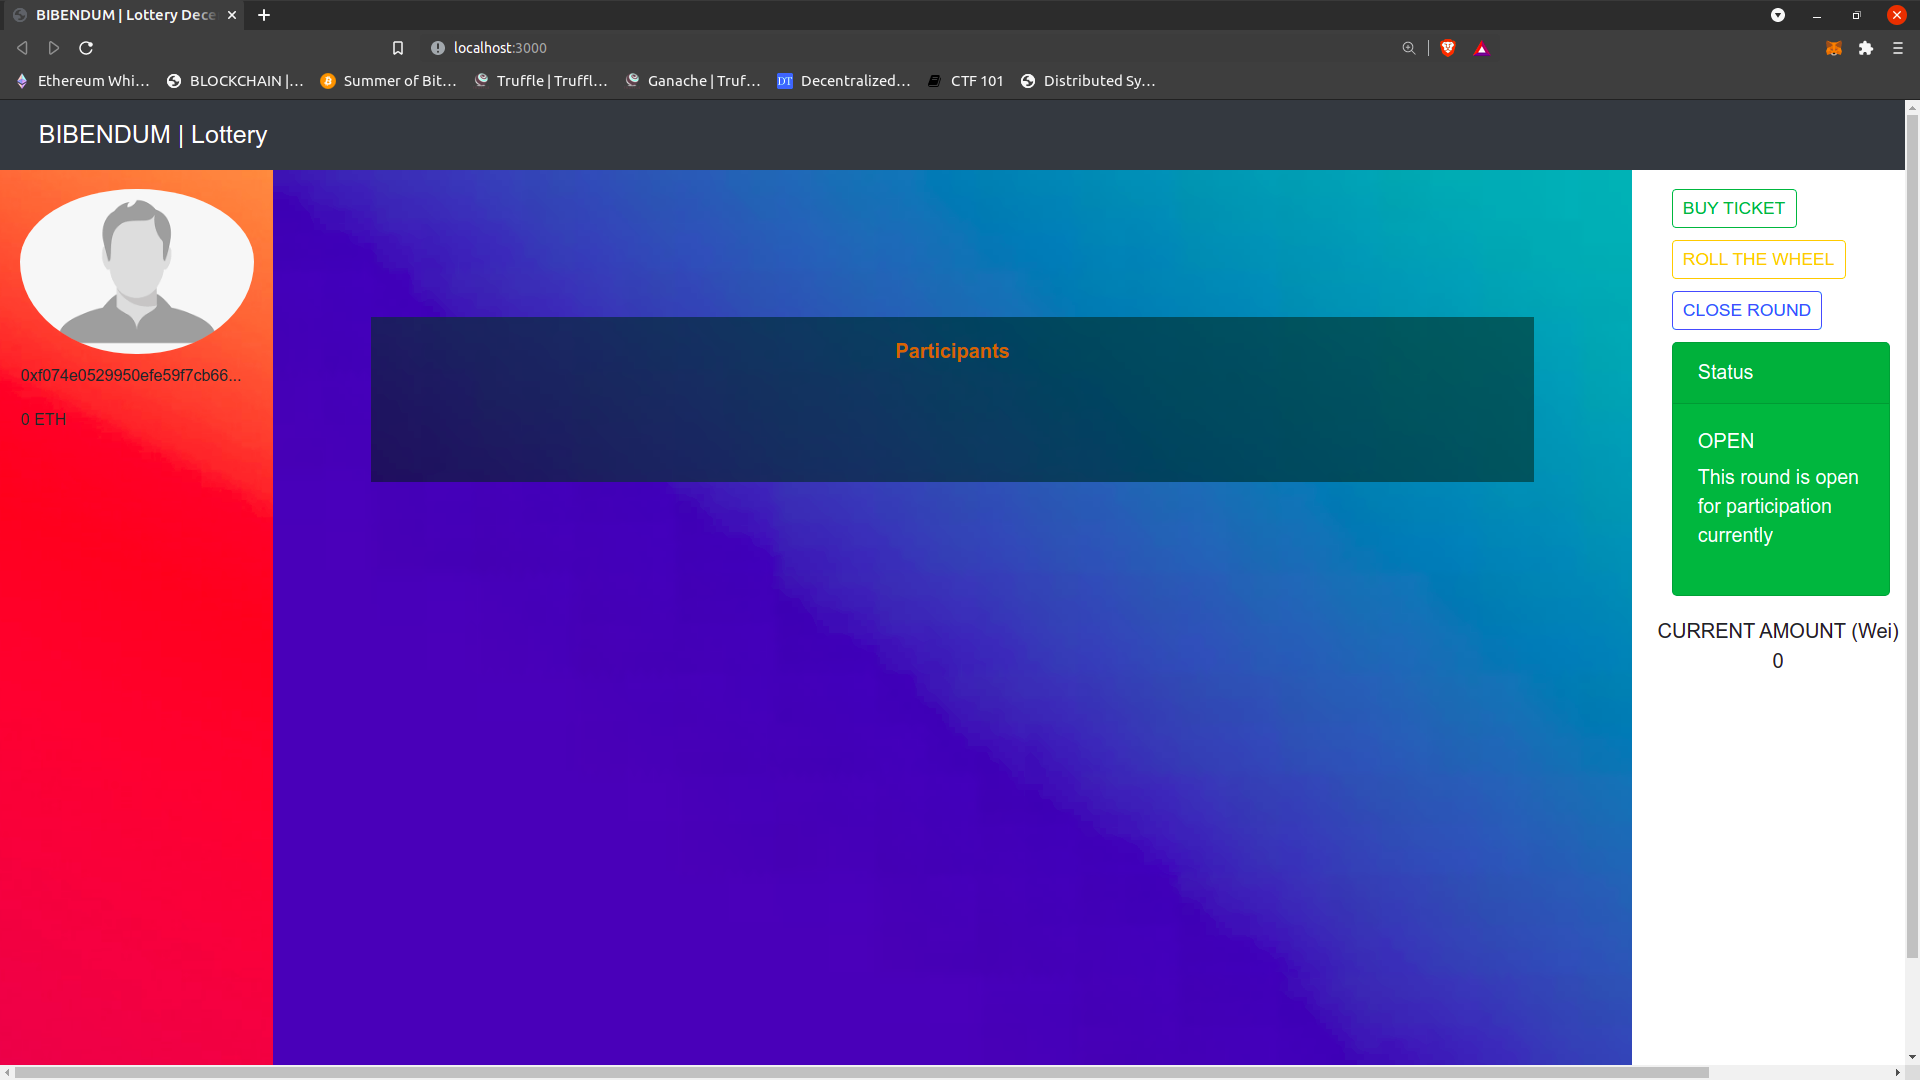 BIBENDUM | Lottery Dece
localhost:3000
Ethereum Whi...
BLOCKCHAIN |...
Summer of Bit...
Truffle | Truffl...
Ganache | Truf...
DT
Decentralized...
CTF 101
Distributed Sy...
BIBENDUM | Lottery
0xf074e0529950efe59f7cb66...
0 ETH
Participants
BUY TICKET
ROLL THE WHEEL
CLOSE ROUND
Status
OPEN
This round is open
for participation
currently
CURRENT AMOUNT (Wei)
0